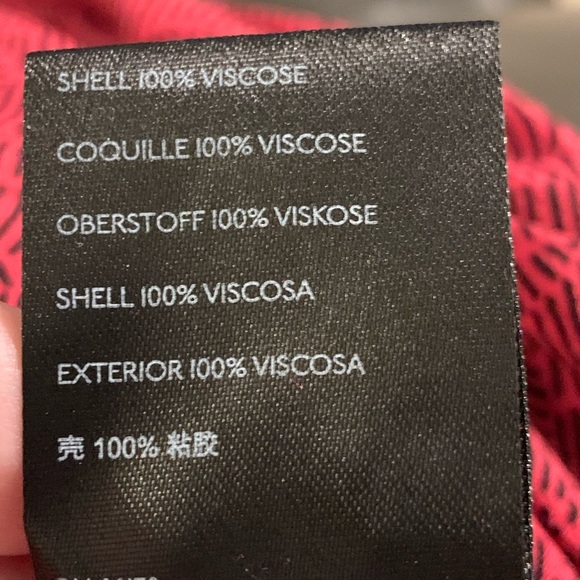 SHELL 100% VISCOSE
COQUILLE 100% VISCOSE
OBERSTOFF 100% VISKOSE
SHELL 100% VISCOSA
EXTERIOR 100% VISCOSA
壳 100% 粘胶